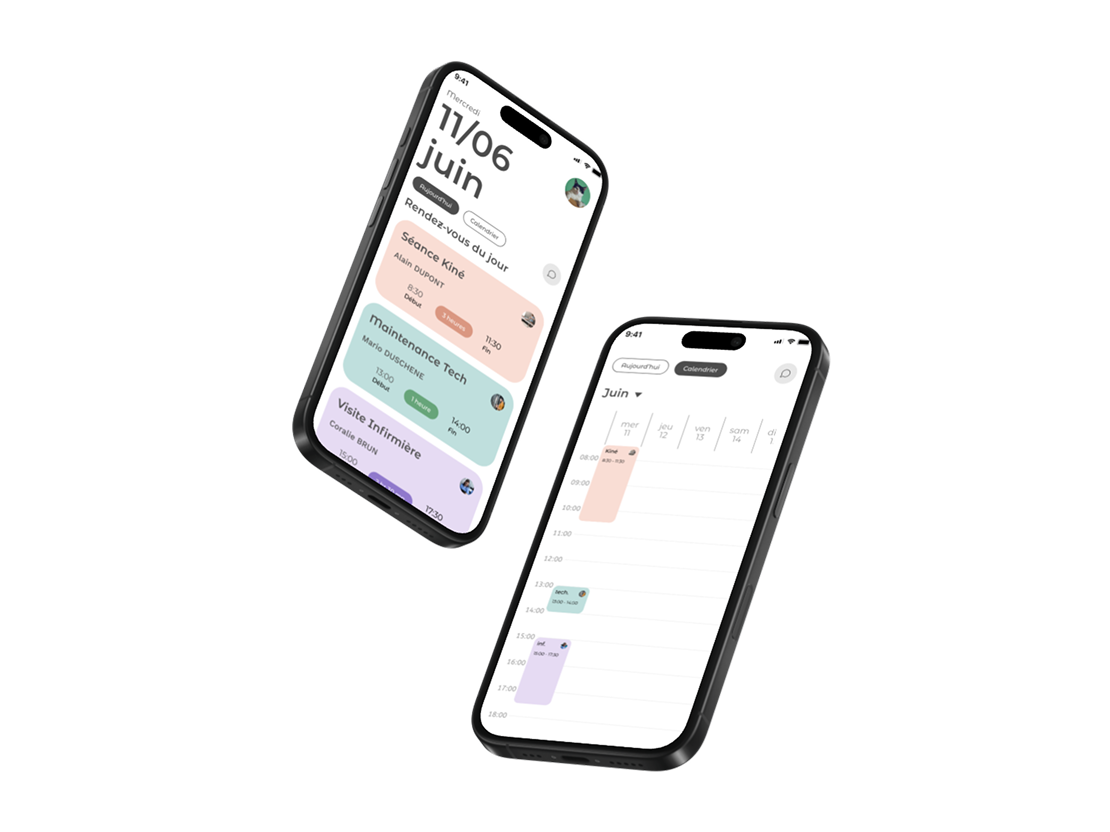 9:41
Mercredi
11/06
juin
Aujourd'hui
Calendrier
Rendez-vous du jour
Séance Kiné
Alain DUPONT
8:30
Début
3 heures
11:30
Fin
Maintenance Tech
Mario DUSCHENE
13:00
Début
1 heure
14:00
Fin
Visite Infirmière
Coralie BRUN
15:00
17:30
9:41
Aujourd'hui
Calendrier
Juin
mer
11
jeu
12
ven
13
sam
14
di
1
08:00
Kiné
8:30 - 11:30
09:00
10:00
11:00
12:00
13:00
tech.
13:00 - 14:00
14:00
15:00
inf.
15:00 - 17:30
16:00
17:00
18:00